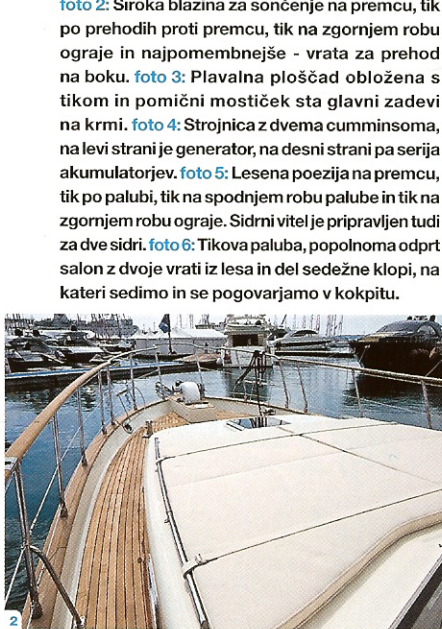 foto 2: Široka blazina za sončenje na premcu, tik
po prehodih proti premcu, tik na zgornjem robu
ograje in najpomembnejše - vrata za prehod
na boku. foto 3: Plavalna ploščad obložena s
tikom in pomični mostiček sta glavni zadevi
na krmi. foto 4: Strojnica z dvema cumminsoma,
na levi strani je generator, na desni strani pa serija
akumulatorjev. foto 5: Lesena poezija na premcu,
tik po palubi, tik na spodnjem robu palube in tik na
zgornjem robu ograje. Sidrni vitel je pripravljen tudi
za dve sidri. foto 6: Tikova paluba, popolnoma odprt
salon z dvoje vrati iz lesa in del sedežne klopi, na
kateri sedimo in se pogovarjamo v kokpitu.
2